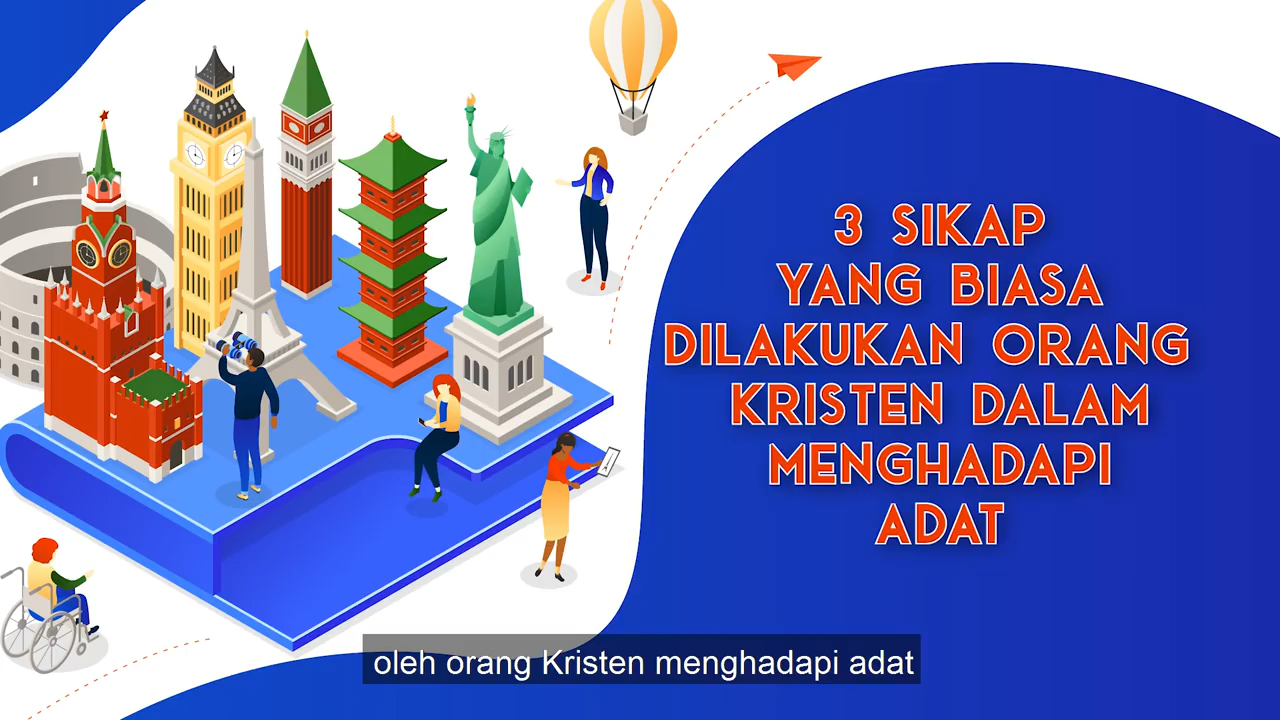 3 SIKAP
YANG BIASA
DILAKUKAN ORANG
KRISTEN DALAM
MENGHADAPI
ADAT
oleh orang Kristen menghadapi adat